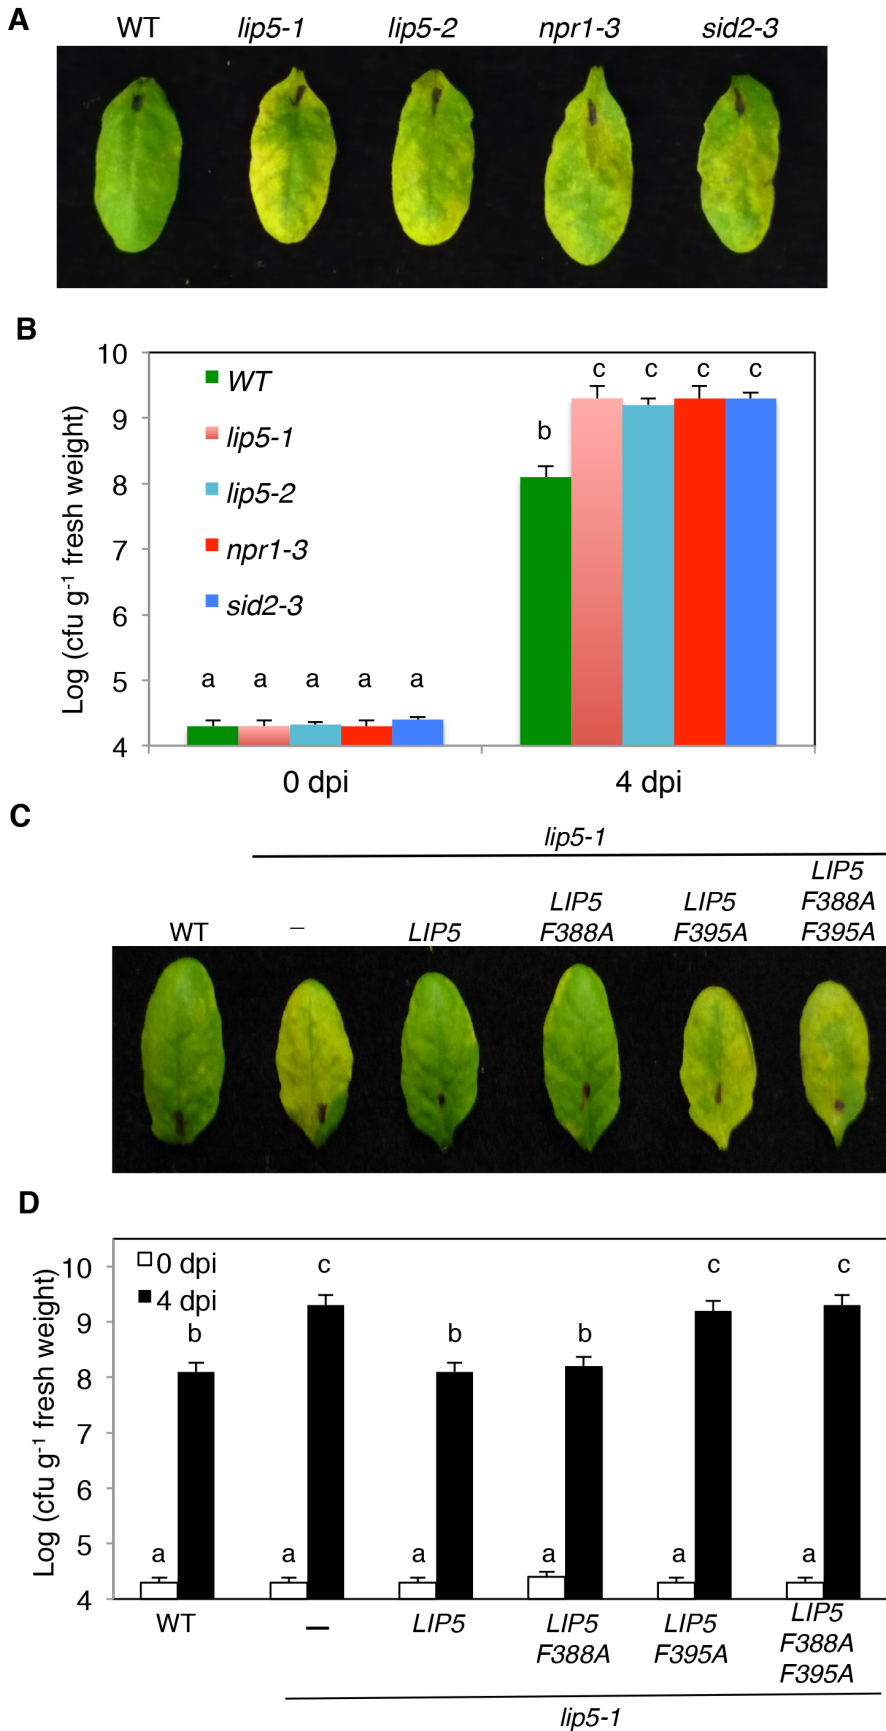 A
WT lip5-1 lip5-2 npr1-3 sid2-3
B
Log (cfu g-1 fresh weight)
10
9
8
7
6
5
4
WT
lip5-1
lip5-2
npr1-3
sid2-3
a a a a a
b c c c c
0 dpi 4 dpi
C
lip5-1
WT
–
LIP5
LIP5
F388A
LIP5
F395A
LIP5
F388A
F395A
D
Log (cfu g-1 fresh weight)
10
9
8
7
6
5
4
0 dpi
4 dpi
b c b b c c
a a a a a a
WT
–
LIP5
LIP5
F388A
LIP5
F395A
LIP5
F388A
F395A
lip5-1